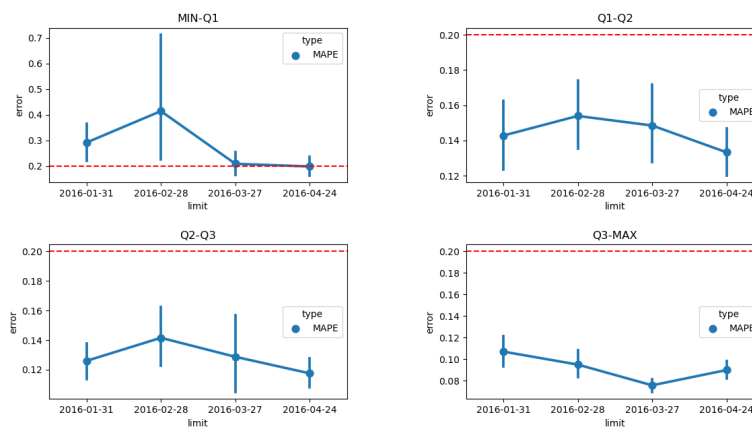 MIN-Q1
error
0.7
0.6
0.5
0.4
0.3
0.2
type
MAPE
2016-01-31 2016-02-28 2016-03-27 2016-04-24
limit
Q1-Q2
error
0.20
0.18
0.16
0.14
0.12
type
MAPE
2016-01-31 2016-02-28 2016-03-27 2016-04-24
limit
Q2-Q3
error
0.20
0.18
0.16
0.14
0.12
type
MAPE
2016-01-31 2016-02-28 2016-03-27 2016-04-24
limit
Q3-MAX
error
0.20
0.18
0.16
0.14
0.12
0.10
0.08
type
MAPE
2016-01-31 2016-02-28 2016-03-27 2016-04-24
limit